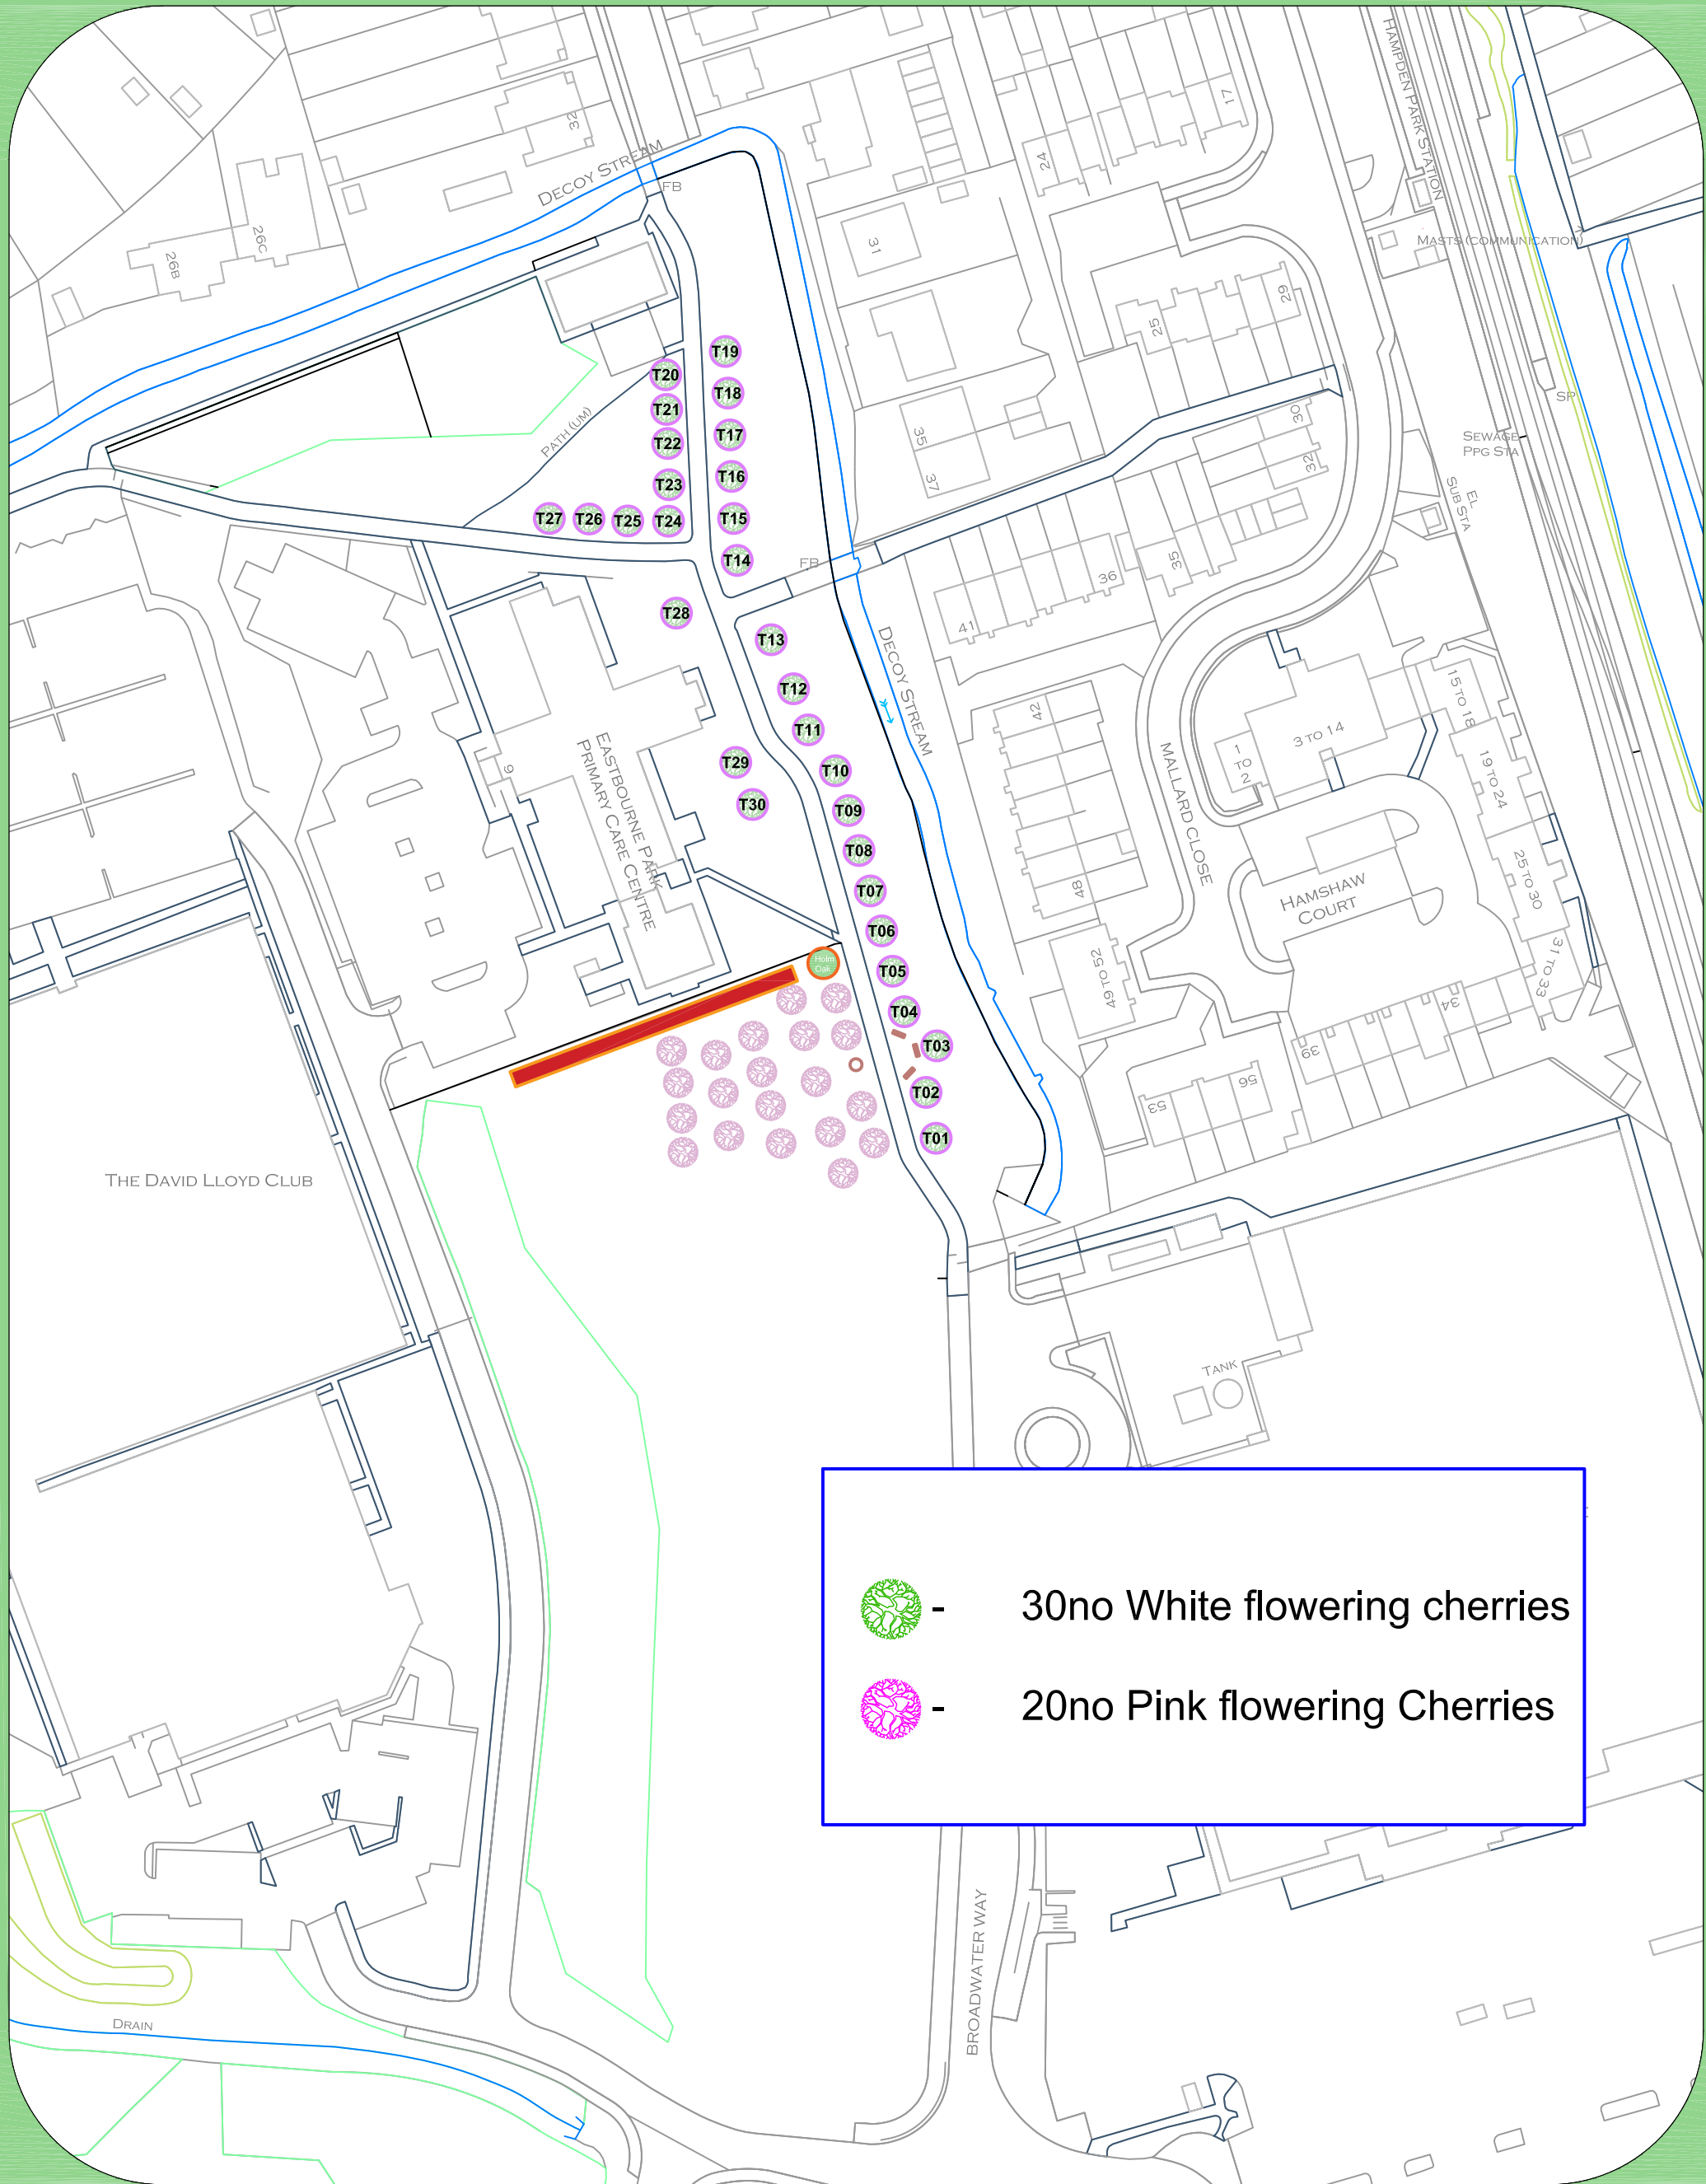 HAMPDEN PARK STATION
17
32
24
DECOY STREAM
FB
26C
26B
31
MASTS (COMMUNICATION)
29
25
T19
T20
T18
T21
T22
T17
PATH (UM)
T23
T16
T27
T26
T25
T24
T15
T14
FB
35
37
30
32
SP
SEWAGE
PPG STA
EL
SUB STA
36
35
41
T28
T13
T12
T11
T29
T10
T30
T09
T08
T07
T06
T05
T04
T03
T02
T01
DECOY STREAM
42
48
49 TO 52
MALLARD CLOSE
1
TO
2
3 TO 14
15 TO 18
19 TO 24
25 TO 30
31 TO 33
HAMSHAW
COURT
34
39
56
53
9
EASTBOURNE PARK
PRIMARY CARE CENTRE
Holm
Oak
THE DAVID LLOYD CLUB
TANK
- 30no White flowering cherries
- 20no Pink flowering Cherries
BROADWATER WAY
DRAIN